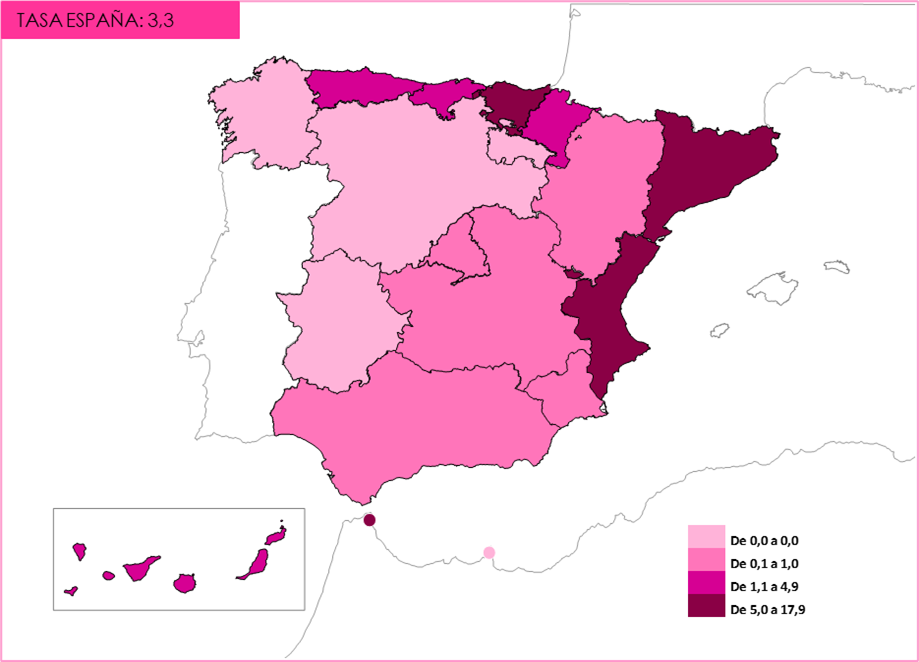 TASA ESPAÑA: 3,3
De 0,0 a 0,0
De 0,1 a 1,0
De 1,1 a 4,9
De 5,0 a 17,9